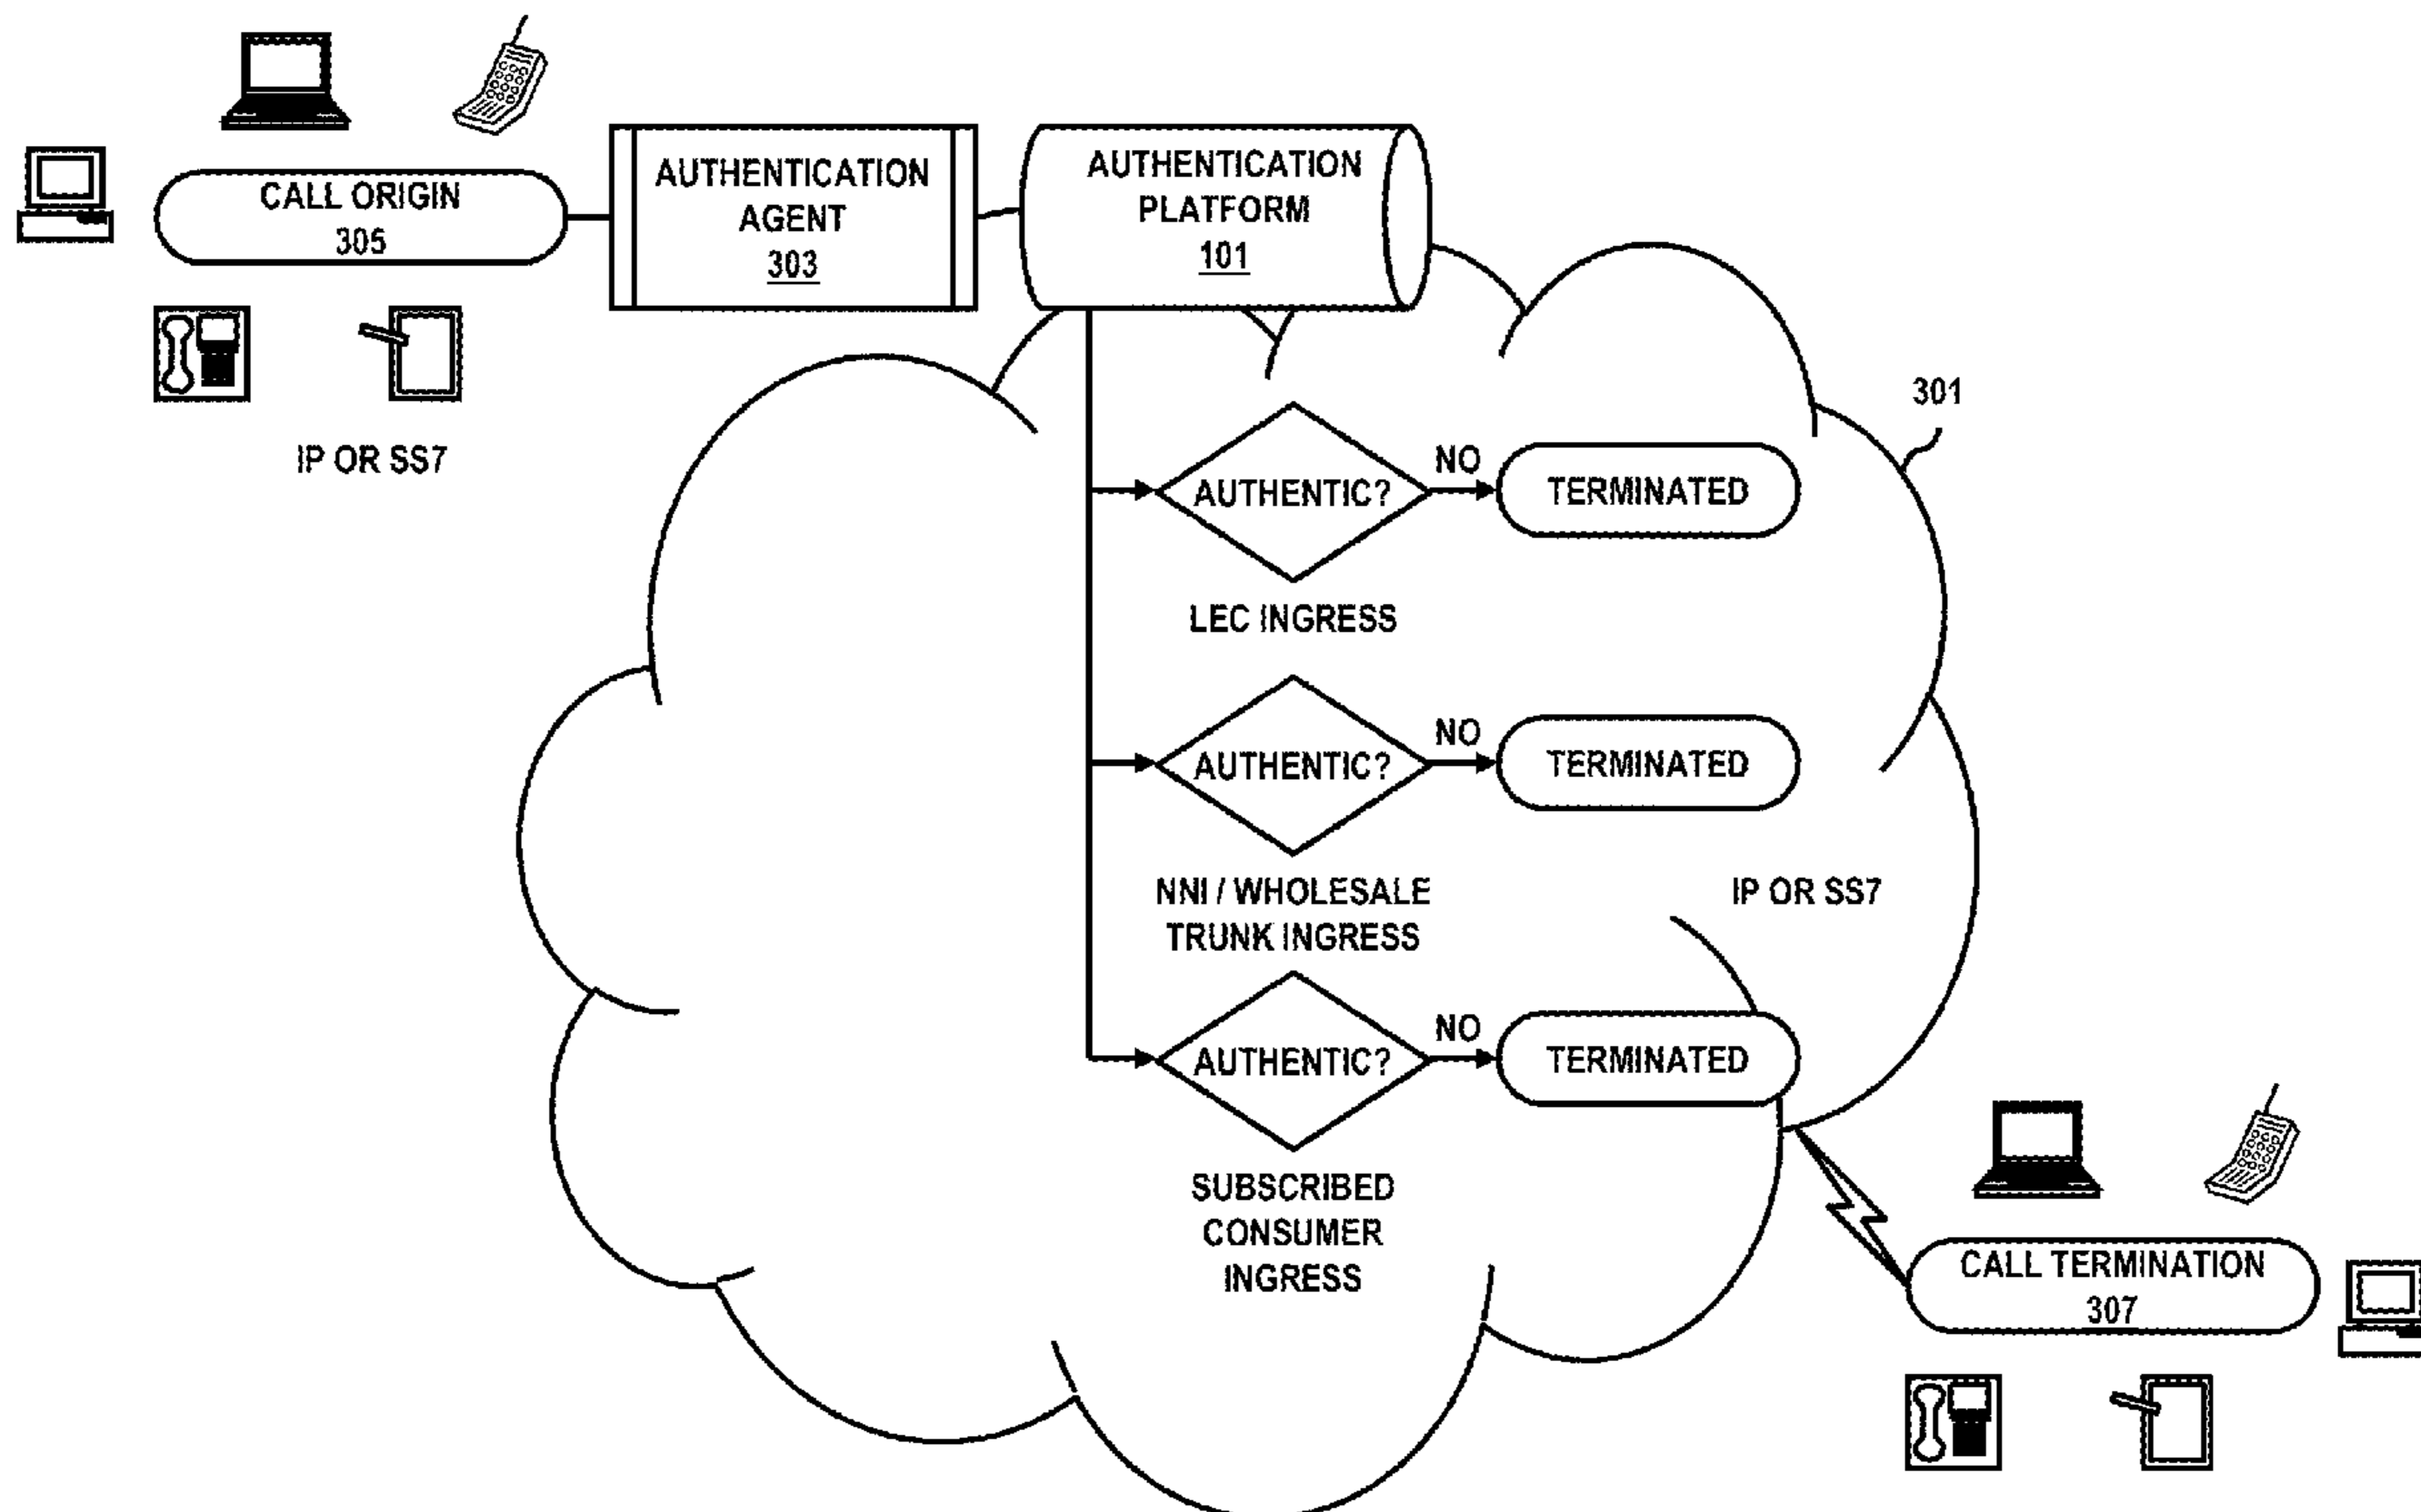 CALL ORIGIN
305
AUTHENTICATION
AGENT
303
AUTHENTICATION
PLATFORM
101
IP OR SS7
301
AUTHENTIC?
NO
TERMINATED
LEC INGRESS
AUTHENTIC?
NO
TERMINATED
NNI / WHOLESALE
TRUNK INGRESS
IP OR SS7
AUTHENTIC?
NO
TERMINATED
SUBSCRIBED
CONSUMER
INGRESS
CALL TERMINATION
307